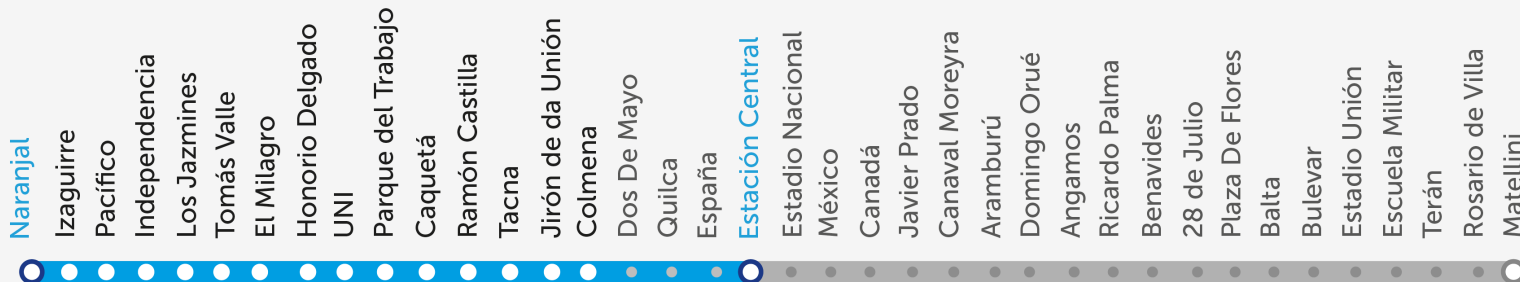 Naranjal
Izaguirre
Pacífico
Independencia
Los Jazmines
Tomás Valle
El Milagro
Honorio Delgado
UNI
Parque del Trabajo
Caquetá
Ramón Castilla
Tacna
Jirón de da Unión
Colmena
Dos De Mayo
Quilca
España
Estación Central
Estadio Nacional
México
Canadá
Javier Prado
Canaval Moreyra
Aramburú
Domingo Orué
Angamos
Ricardo Palma
Benavides
28 de Julio
Plaza De Flores
Balta
Bulevar
Estadio Unión
Escuela Militar
Terán
Rosario de Villa
Matellini